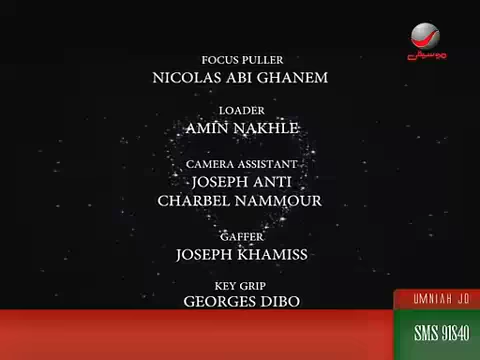 موسيقى
FOCUS PULLER
NICOLAS ABI GHANEM
LOADER
AMIN NAKHLE
CAMERA ASSISTANT
JOSEPH ANTI
CHARBEL NAMMOUR
GAFFER
JOSEPH KHAMISS
KEY GRIP
GEORGES DIBO
UMNIAH JD
SMS 91840